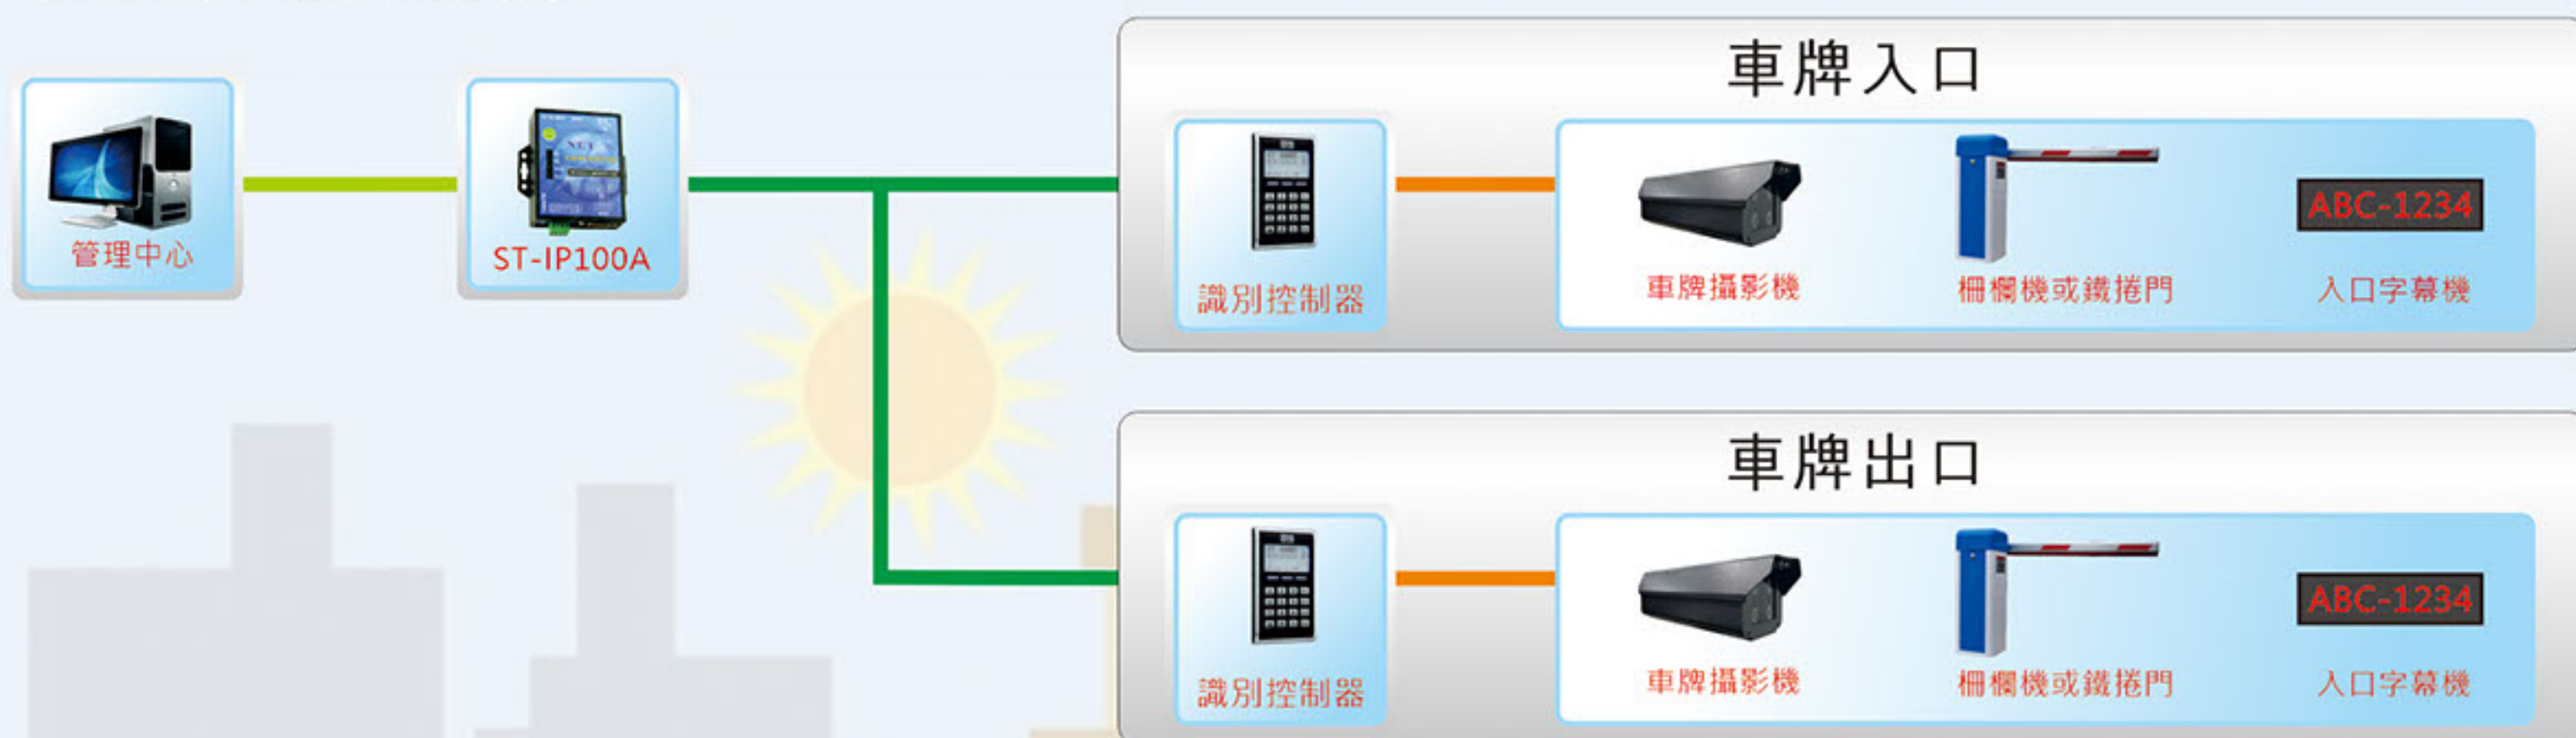 車牌入口
管理中心
ST-IP100A
識別控制器
車牌攝影機
柵欄機或鐵捲門
ABC-1234
入口字幕機
車牌出口
識別控制器
車牌攝影機
柵欄機或鐵捲門
ABC-1234
入口字幕機